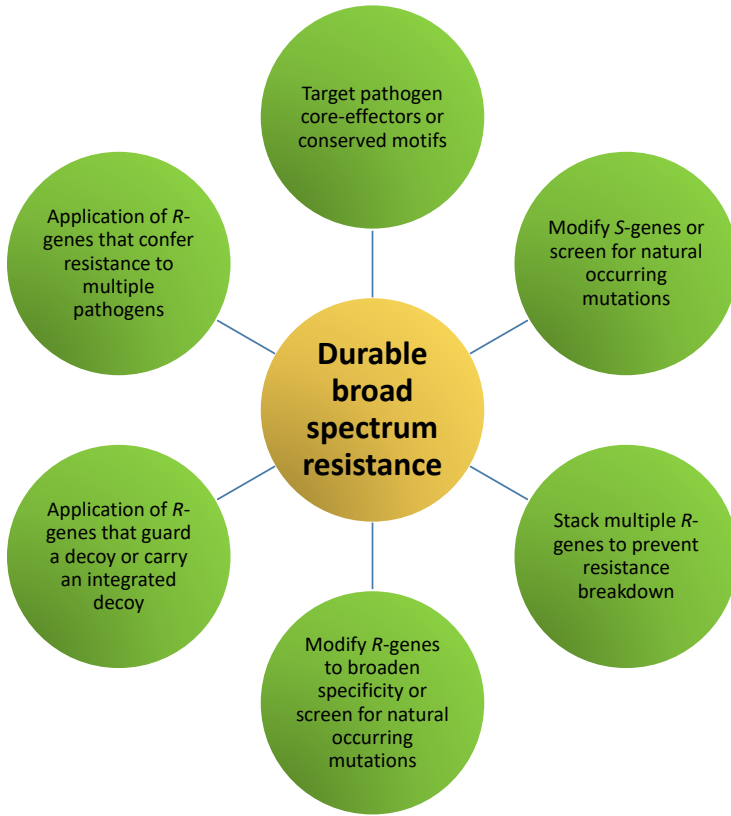 Target pathogen
core-effectors or
conserved motifs
Application of R-
genes that confer
resistance to
multiple
pathogens
Modify S-genes or
screen for natural
occurring
mutations
Durable
broad
spectrum
resistance
Application of R-
genes that guard
a decoy or carry
an integrated
decoy
Stack multiple R-
genes to prevent
resistance
breakdown
Modify R-genes
to broaden
specificity or
screen for natural
occurring
mutations